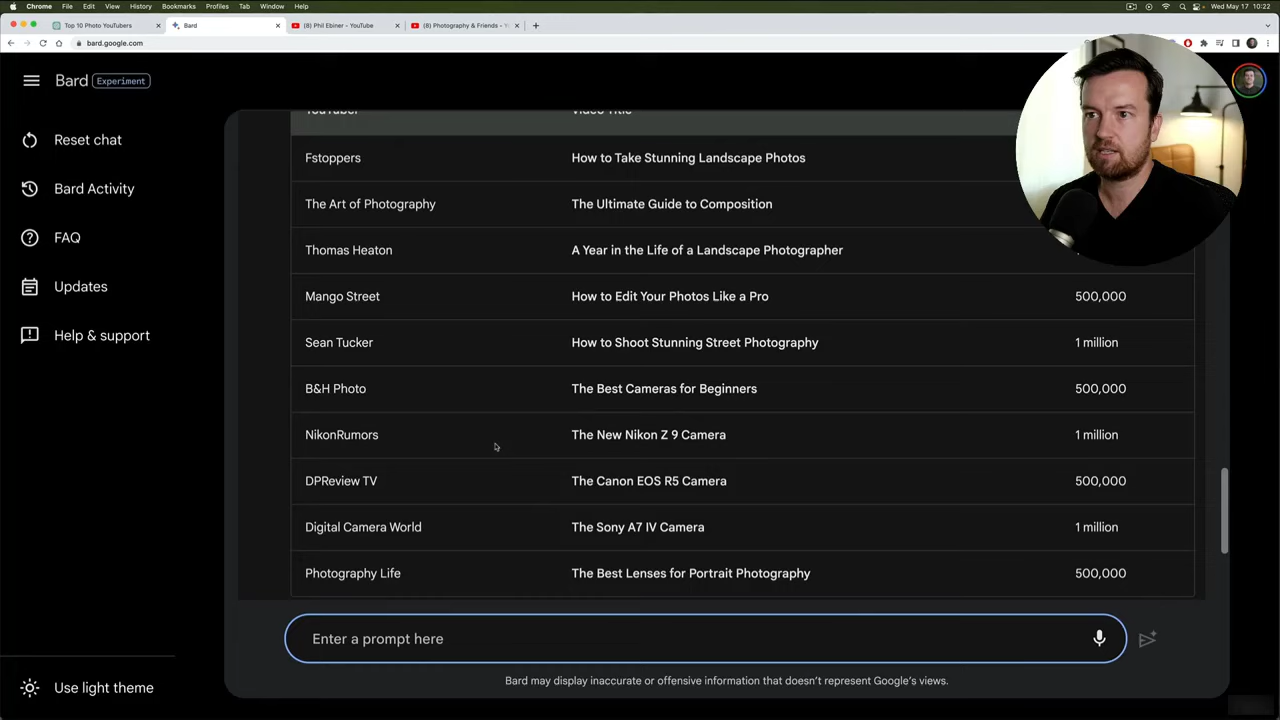 Chrome File Edit View History Bookmarks Profiles Tab Window Help Wed May 17 10:22
Top 10 Photo YouTubers Bard (8) Phil Ebiner - YouTube (8) Photography & Friends -
bard.google.com
Bard Experiment
Reset chat
Bard Activity
FAQ
Updates
Help & support
Use light theme
YouTuber Video Title
Fstoppers How to Take Stunning Landscape Photos
The Art of Photography The Ultimate Guide to Composition
Thomas Heaton A Year in the Life of a Landscape Photographer
Mango Street How to Edit Your Photos Like a Pro 500,000
Sean Tucker How to Shoot Stunning Street Photography 1 million
B&H Photo The Best Cameras for Beginners 500,000
NikonRumors The New Nikon Z 9 Camera 1 million
DPReview TV The Canon EOS R5 Camera 500,000
Digital Camera World The Sony A7 IV Camera 1 million
Photography Life The Best Lenses for Portrait Photography 500,000
Enter a prompt here
Bard may display inaccurate or offensive information that doesn't represent Google's views.